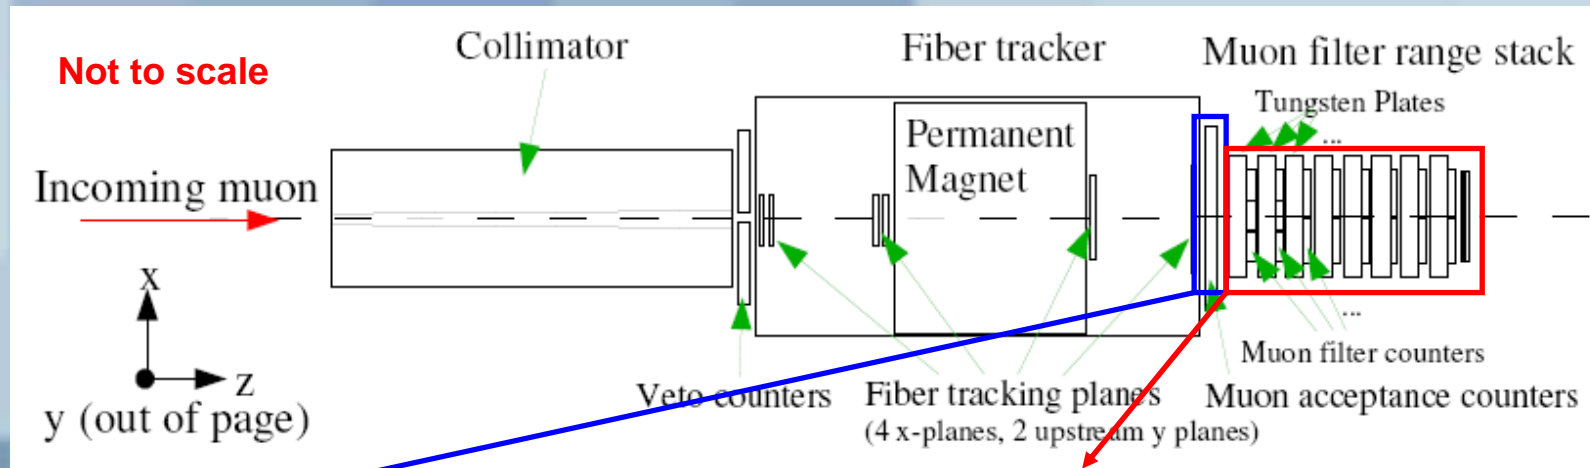 Not to scale
Collimator
Fiber tracker
Muon filter range stack
Tungsten Plates
...
Permanent
Magnet
Incoming muon
x
z
y (out of page)
...
Muon filter counters
Veto counters
Fiber tracking planes
(4 x-planes, 2 upstream y planes)
Muon acceptance counters